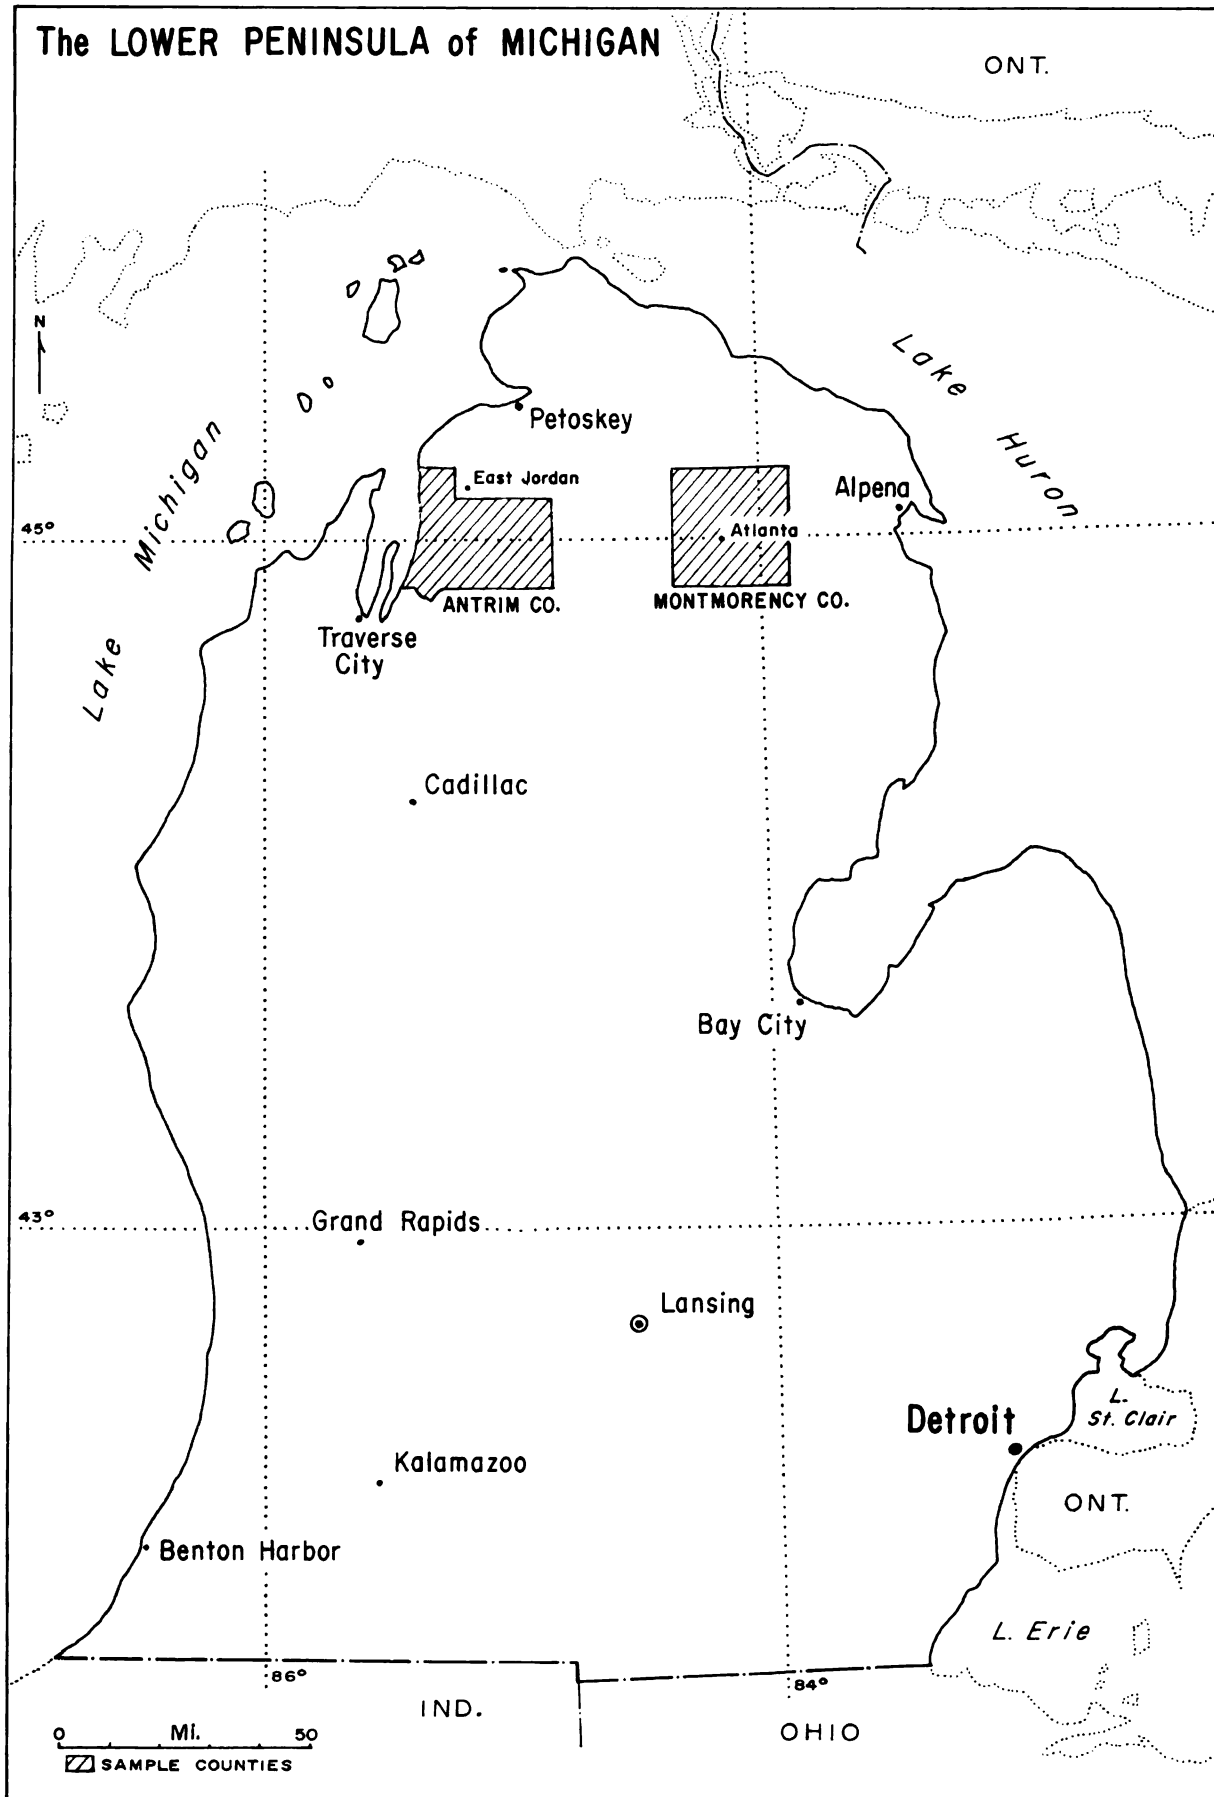 The LOWER PENINSULA of MICHIGAN
ONT.
N
Lake Huron
Petoskey
Lake Michigan
East Jordan
Alpena
45°
Atlanta
ANTRIM CO.
MONTMORENCY CO.
Traverse
City
Cadillac
Bay City
43°
Grand Rapids
Lansing
L.
St. Clair
Detroit
Kalamazoo
ONT.
Benton Harbor
L. Erie
86°
84°
IND.
OHIO
0 MI. 50
SAMPLE COUNTIES